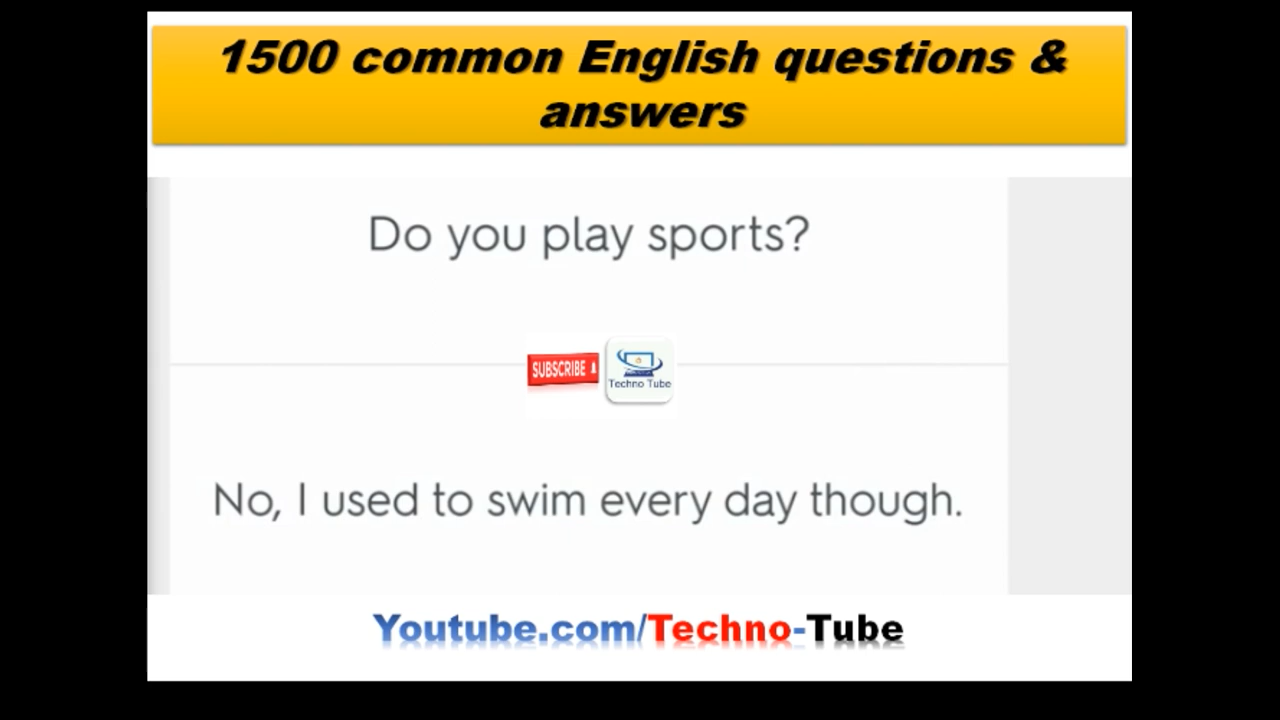 1500 common English questions &
answers
Do you play sports?
SUBSCRIBE
Techno Tube
No, I used to swim every day though.
Youtube.com/Techno-Tube